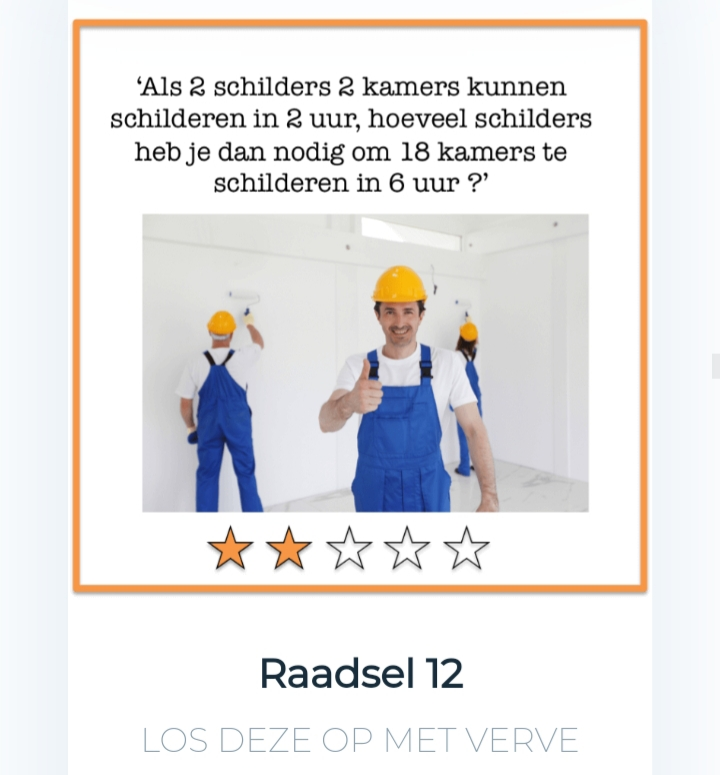 ‘Als 2 schilders 2 kamers kunnen
schilderen in 2 uur, hoeveel schilders
heb je dan nodig om 18 kamers te
schilderen in 6 uur ?’
Raadsel 12
LOS DEZE OP MET VERVE